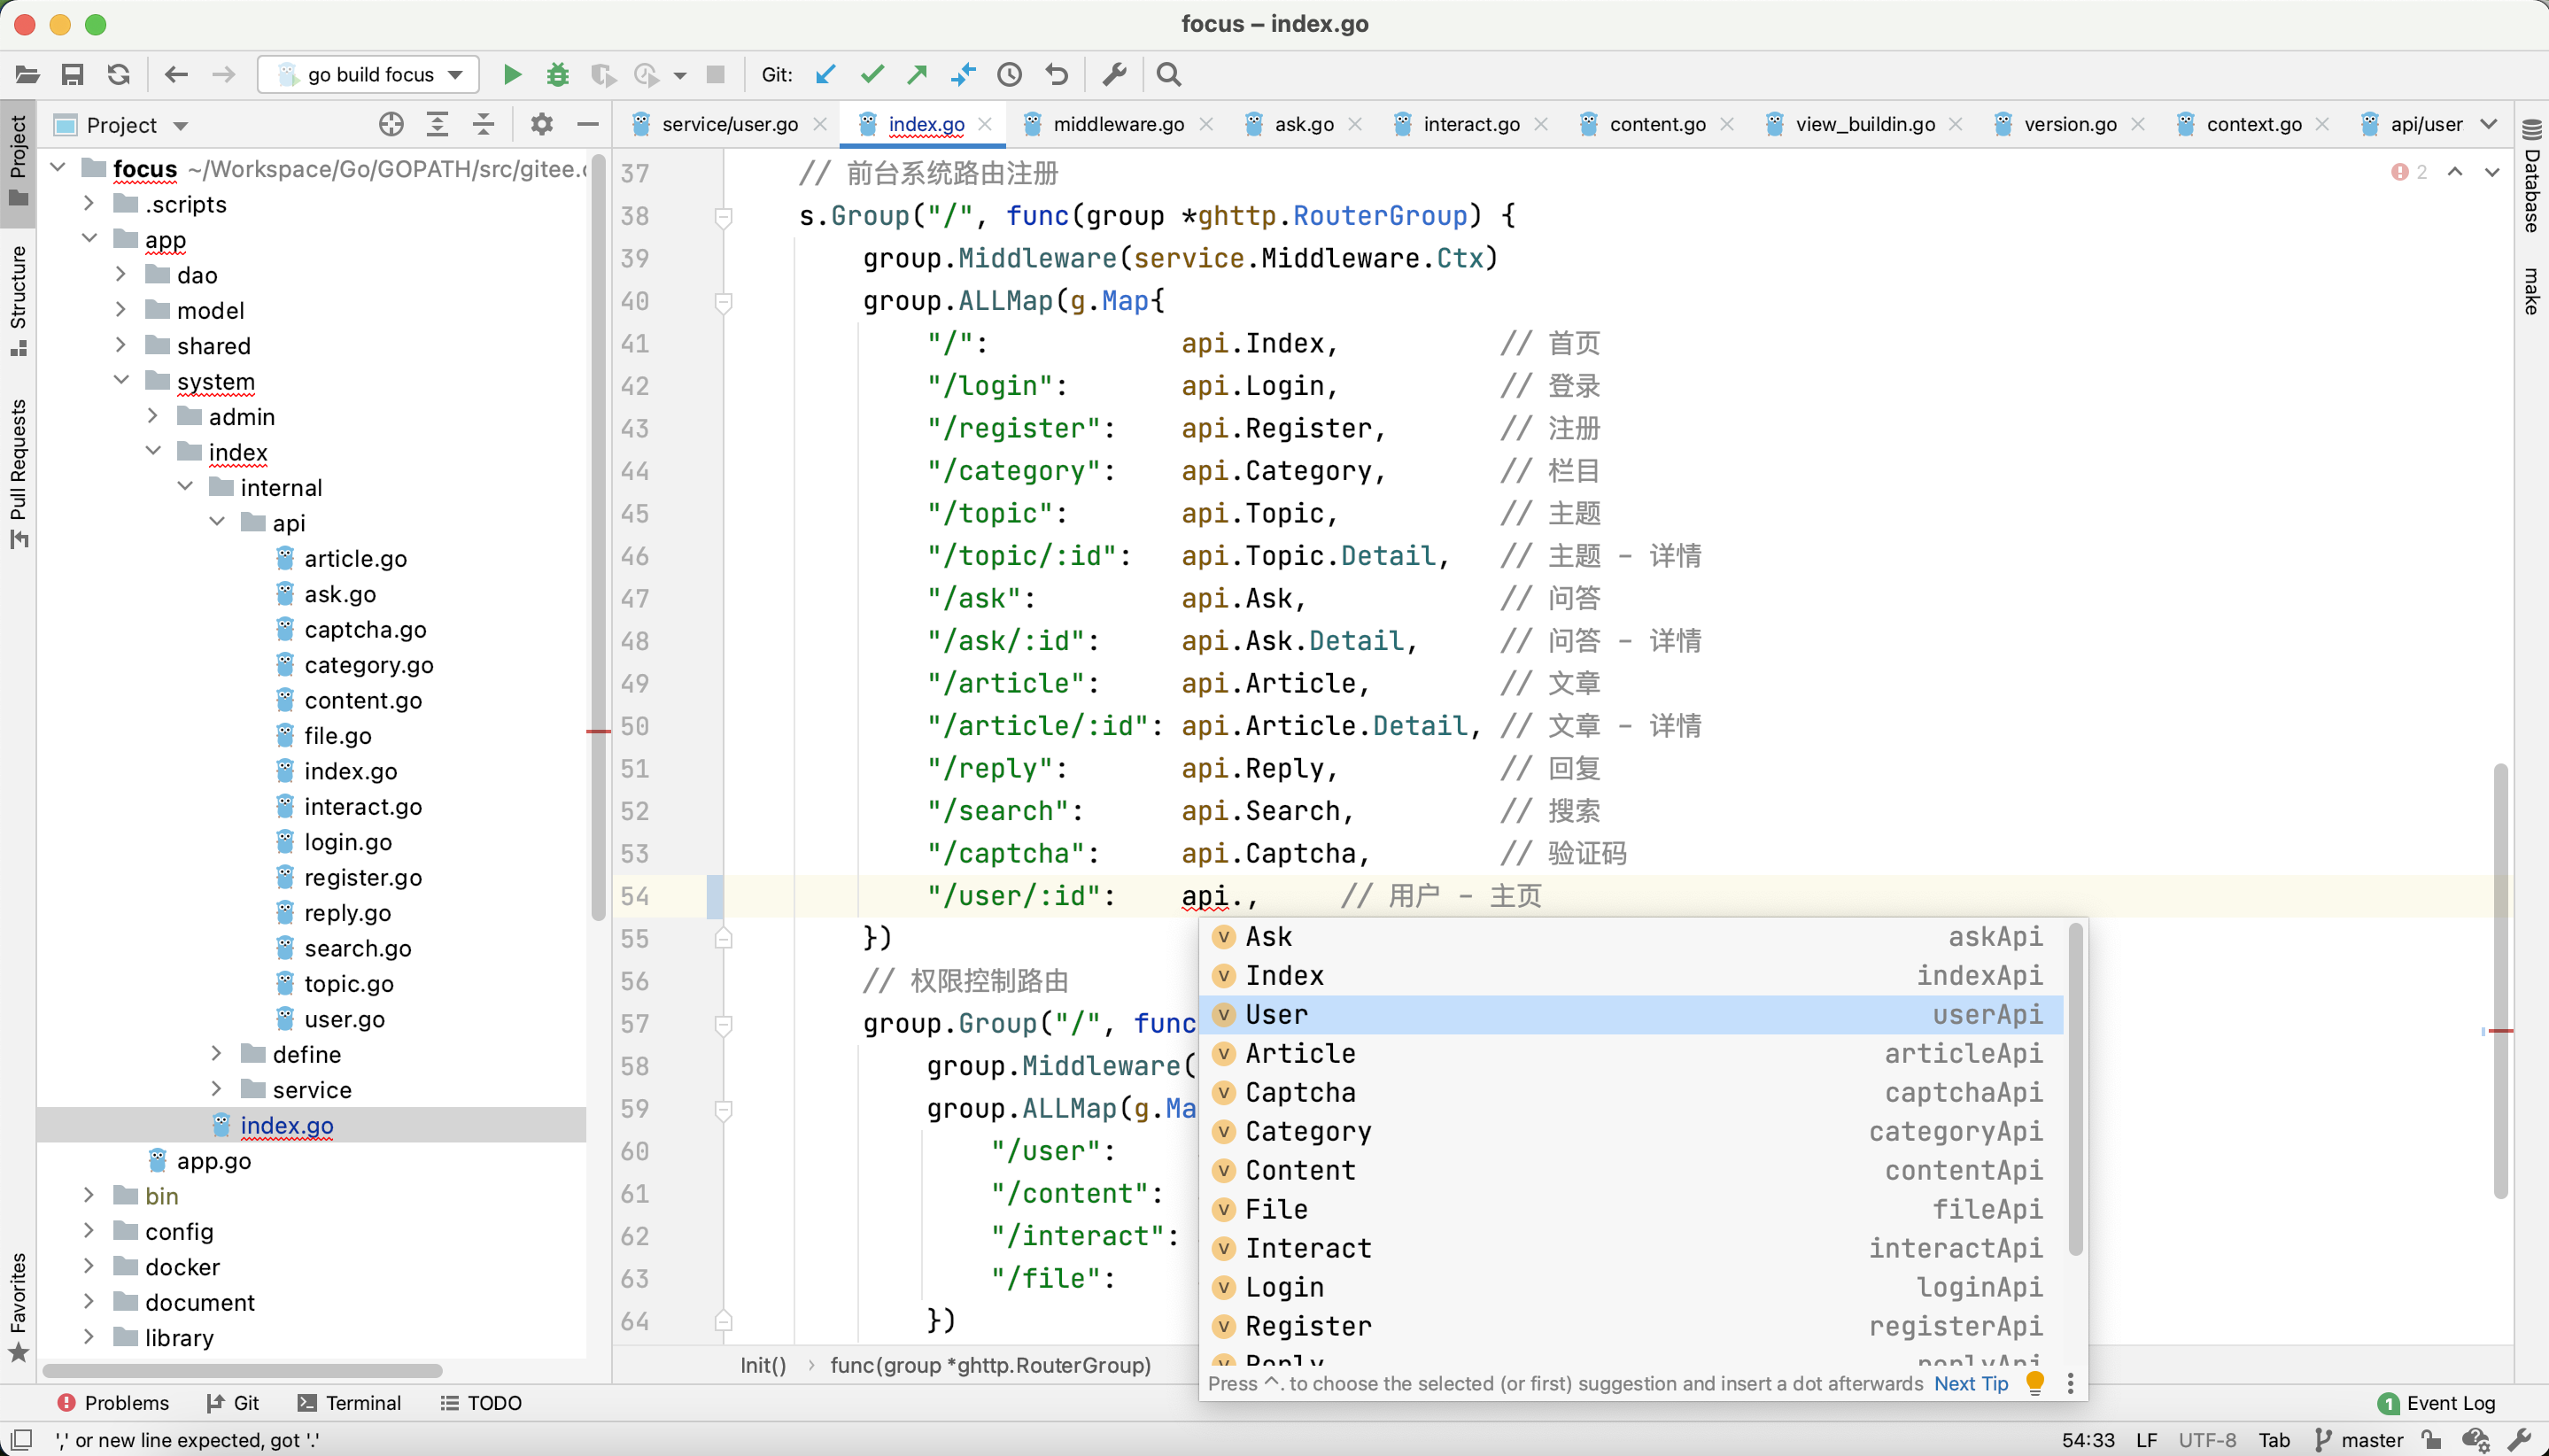 focus – index.go
go build focus
Git:
Project
service/user.go
index.go
middleware.go
ask.go
interact.go
content.go
view_buildin.go
version.go
context.go
api/user
Project
Structure
Pull Requests
Favorites
Database
make
focus ~/Workspace/Go/GOPATH/src/gitee.c
.scripts
app
dao
model
shared
system
admin
index
internal
api
article.go
ask.go
captcha.go
category.go
content.go
file.go
index.go
interact.go
login.go
register.go
reply.go
search.go
topic.go
user.go
define
service
index.go
app.go
bin
config
docker
document
library
2
37 // 前台系统路由注册
38 s.Group("/", func(group *ghttp.RouterGroup) {
39 group.Middleware(service.Middleware.Ctx)
40 group.ALLMap(g.Map{
41 "/": api.Index, // 首页
42 "/login": api.Login, // 登录
43 "/register": api.Register, // 注册
44 "/category": api.Category, // 栏目
45 "/topic": api.Topic, // 主题
46 "/topic/:id": api.Topic.Detail, // 主题 - 详情
47 "/ask": api.Ask, // 问答
48 "/ask/:id": api.Ask.Detail, // 问答 - 详情
49 "/article": api.Article, // 文章
50 "/article/:id": api.Article.Detail, // 文章 - 详情
51 "/reply": api.Reply, // 回复
52 "/search": api.Search, // 搜索
53 "/captcha": api.Captcha, // 验证码
54 "/user/:id": api., // 用户 - 主页
55 })
56 // 权限控制路由
57 group.Group("/", func
58 group.Middleware(
59 group.ALLMap(g.Ma
60 "/user":
61 "/content":
62 "/interact":
63 "/file":
64 })
Ask askApi
Index indexApi
User userApi
Article articleApi
Captcha captchaApi
Category categoryApi
Content contentApi
File fileApi
Interact interactApi
Login loginApi
Register registerApi
Reply replyApi
Press ^. to choose the selected (or first) suggestion and insert a dot afterwards Next Tip
Init() › func(group *ghttp.RouterGroup)
Problems
Git
Terminal
TODO
1 Event Log
',' or new line expected, got '.'
54:33 LF UTF-8 Tab master